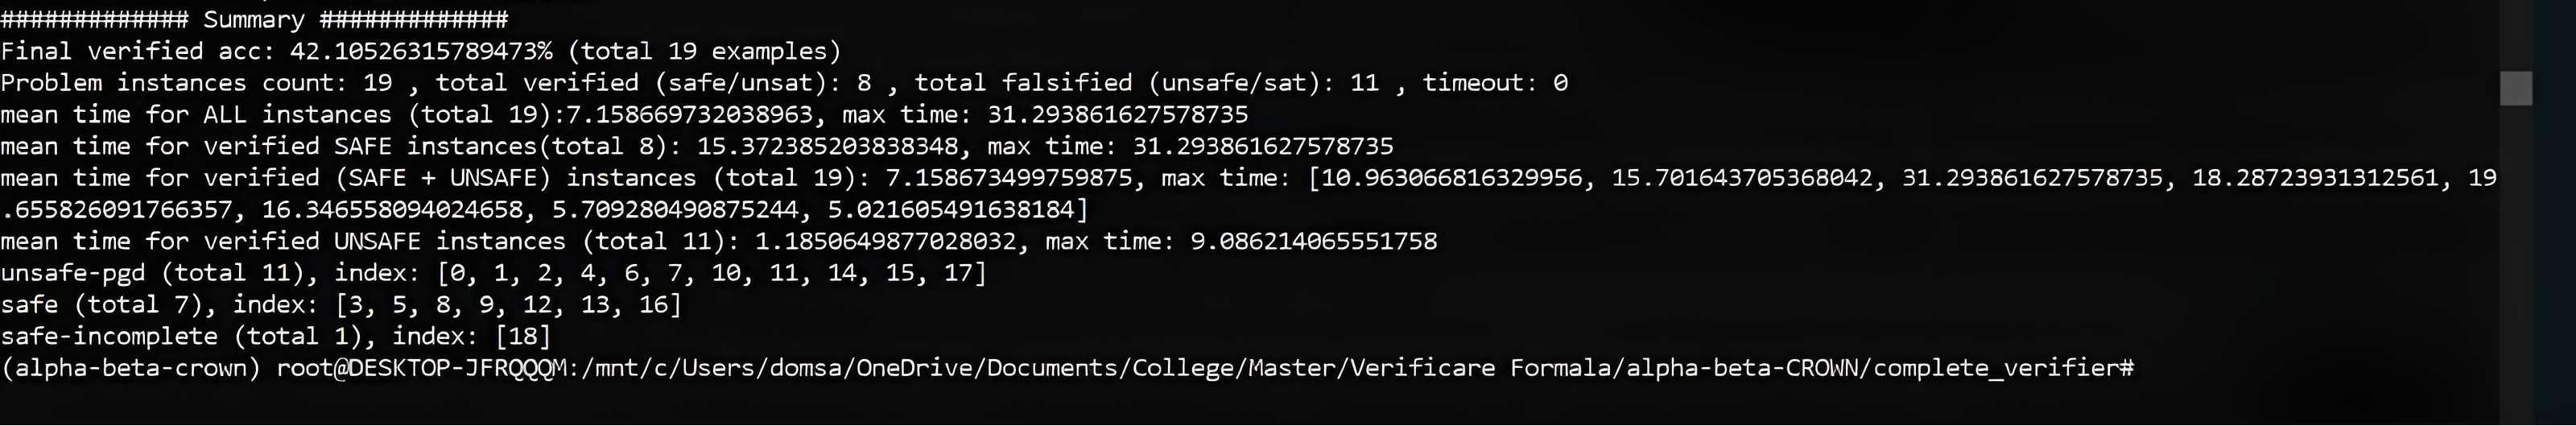 ############# Summary #############
Final verified acc: 42.10526315789473% (total 19 examples)
Problem instances count: 19 , total verified (safe/unsat): 8 , total falsified (unsafe/sat): 11 , timeout: 0
mean time for ALL instances (total 19):7.158669732038963, max time: 31.293861627578735
mean time for verified SAFE instances(total 8): 15.372385203838348, max time: 31.293861627578735
mean time for verified (SAFE + UNSAFE) instances (total 19): 7.158673499759875, max time: [10.963066816329956, 15.701643705368042, 31.293861627578735, 18.28723931312561, 19
.655826091766357, 16.346558094024658, 5.709280490875244, 5.021605491638184]
mean time for verified UNSAFE instances (total 11): 1.1850649877028032, max time: 9.086214065551758
unsafe-pgd (total 11), index: [0, 1, 2, 4, 6, 7, 10, 11, 14, 15, 17]
safe (total 7), index: [3, 5, 8, 9, 12, 13, 16]
safe-incomplete (total 1), index: [18]
(alpha-beta-crown) root@DESKTOP-JFRQQQM:/mnt/c/Users/domsa/OneDrive/Documents/College/Master/Verificare Formala/alpha-beta-CROWN/complete_verifier#